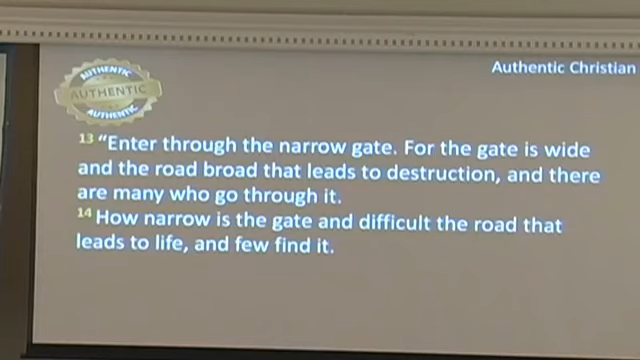 Authentic Christian
AUTHENTIC
AUTHENTIC
AUTHENTIC
13 “Enter through the narrow gate. For the gate is wide
and the road broad that leads to destruction, and there
are many who go through it.
14 How narrow is the gate and difficult the road that
leads to life, and few find it.